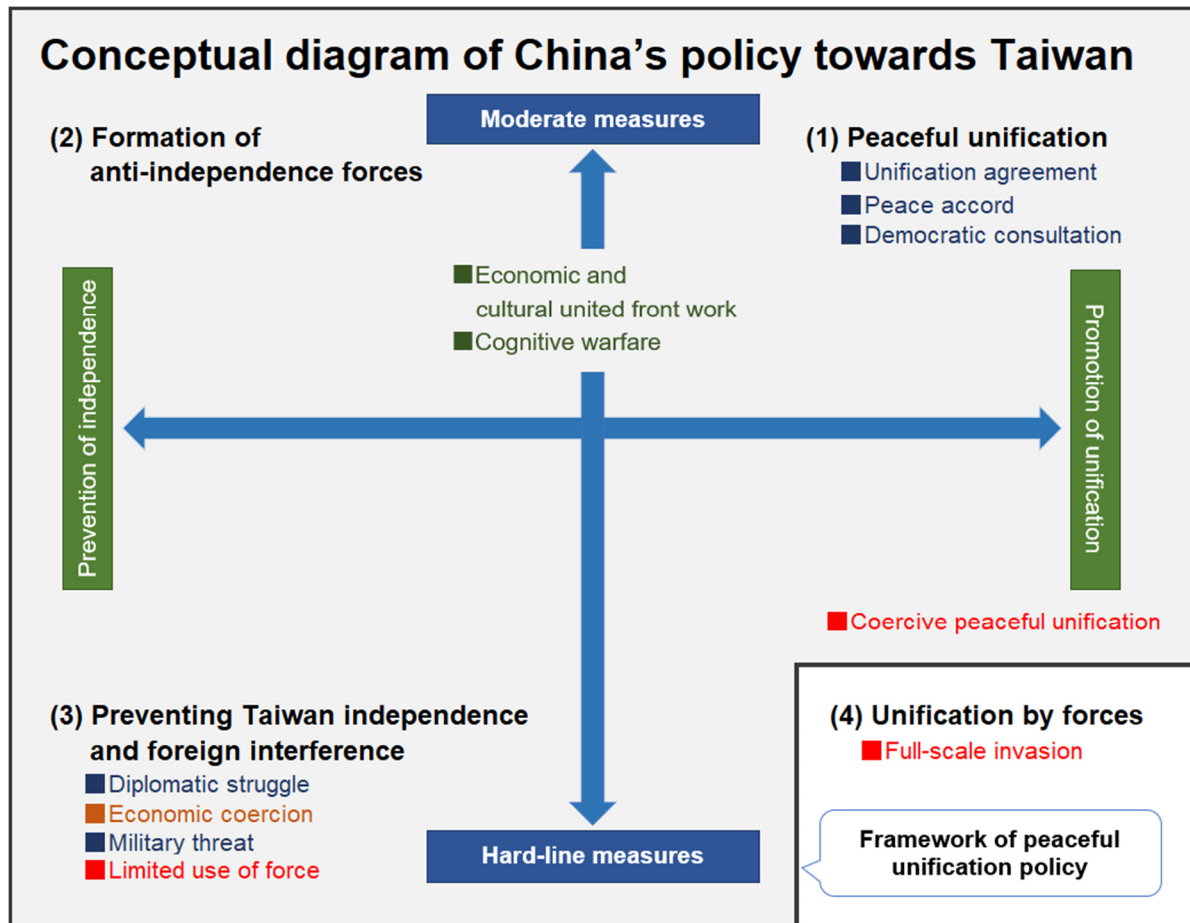 Conceptual diagram of China's policy towards Taiwan
Moderate measures
(2) Formation of
anti-independence forces
(1) Peaceful unification
Unification agreement
Peace accord
Democratic consultation
Economic and
cultural united front work
Cognitive warfare
Prevention of independence
Promotion of unification
Coercive peaceful unification
(3) Preventing Taiwan independence
and foreign interference
Diplomatic struggle
Economic coercion
Military threat
Limited use of force
Hard-line measures
(4) Unification by forces
Full-scale invasion
Framework of peaceful
unification policy